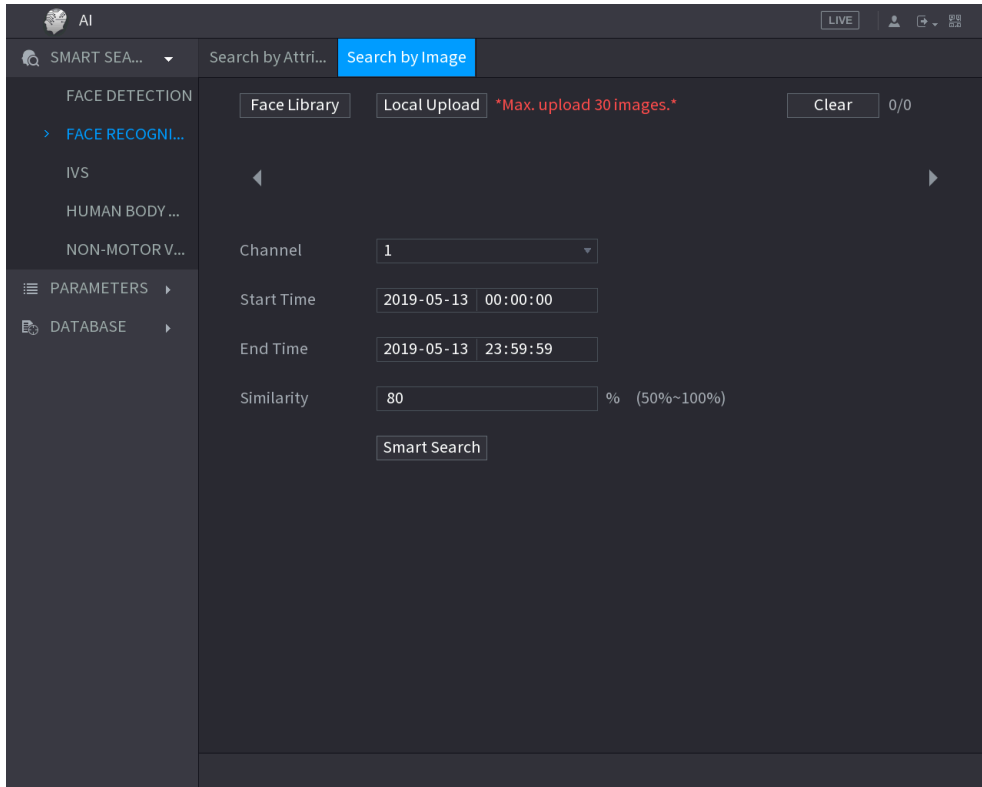 AI
LIVE
SMART SEA...
Search by Attri...
Search by Image
FACE DETECTION
FACE RECOGNI...
IVS
HUMAN BODY ...
NON-MOTOR V...
PARAMETERS
DATABASE
Face Library
Local Upload
*Max. upload 30 images.*
Clear
0/0
Channel
1
Start Time
2019-05-13
00:00:00
End Time
2019-05-13
23:59:59
Similarity
80
% (50%~100%)
Smart Search